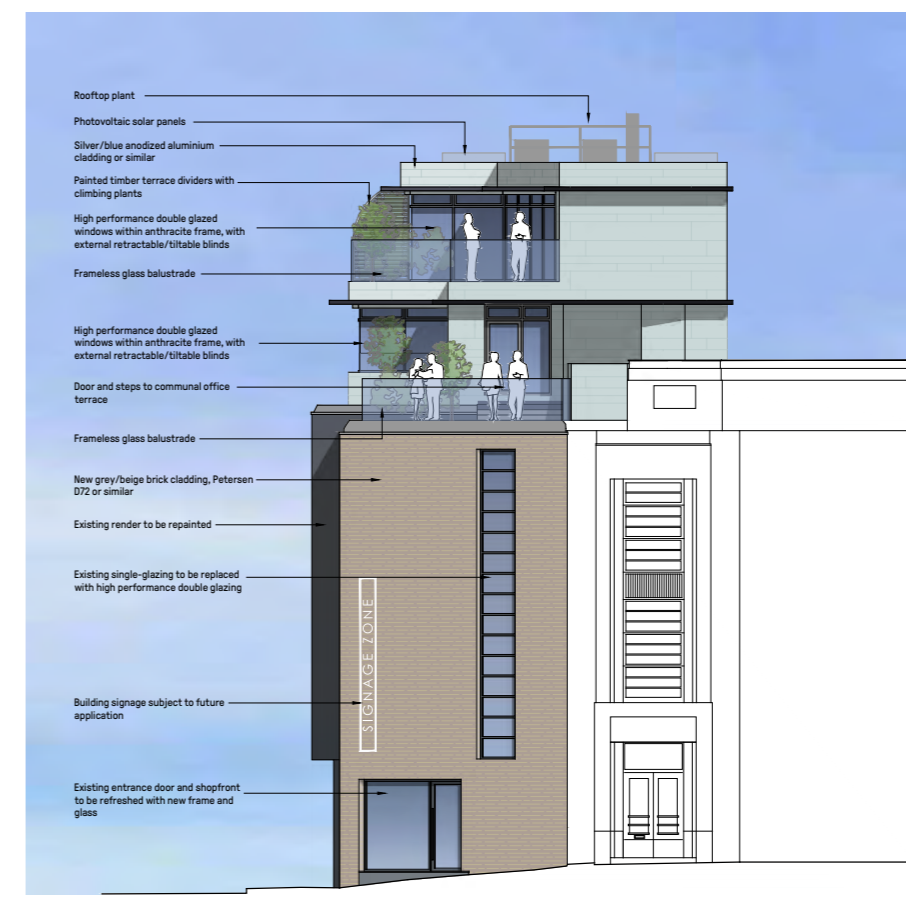 Rooftop plant
Photovoltaic solar panels
Silver/blue anodized aluminium
cladding or similar
Painted timber terrace dividers with
climbing plants
High performance double glazed
windows within anthracite frame, with
external retractable/tiltable blinds
Frameless glass balustrade
High performance double glazed
windows within anthracite frame, with
external retractable/tiltable blinds
Door and steps to communal office
terrace
Frameless glass balustrade
New grey/beige brick cladding, Petersen
D72 or similar
Existing render to be repainted
Existing single-glazing to be replaced
with high performance double glazing
SIGNAGE ZONE
Building signage subject to future
application
Existing entrance door and shopfront
to be refreshed with new frame and
glass